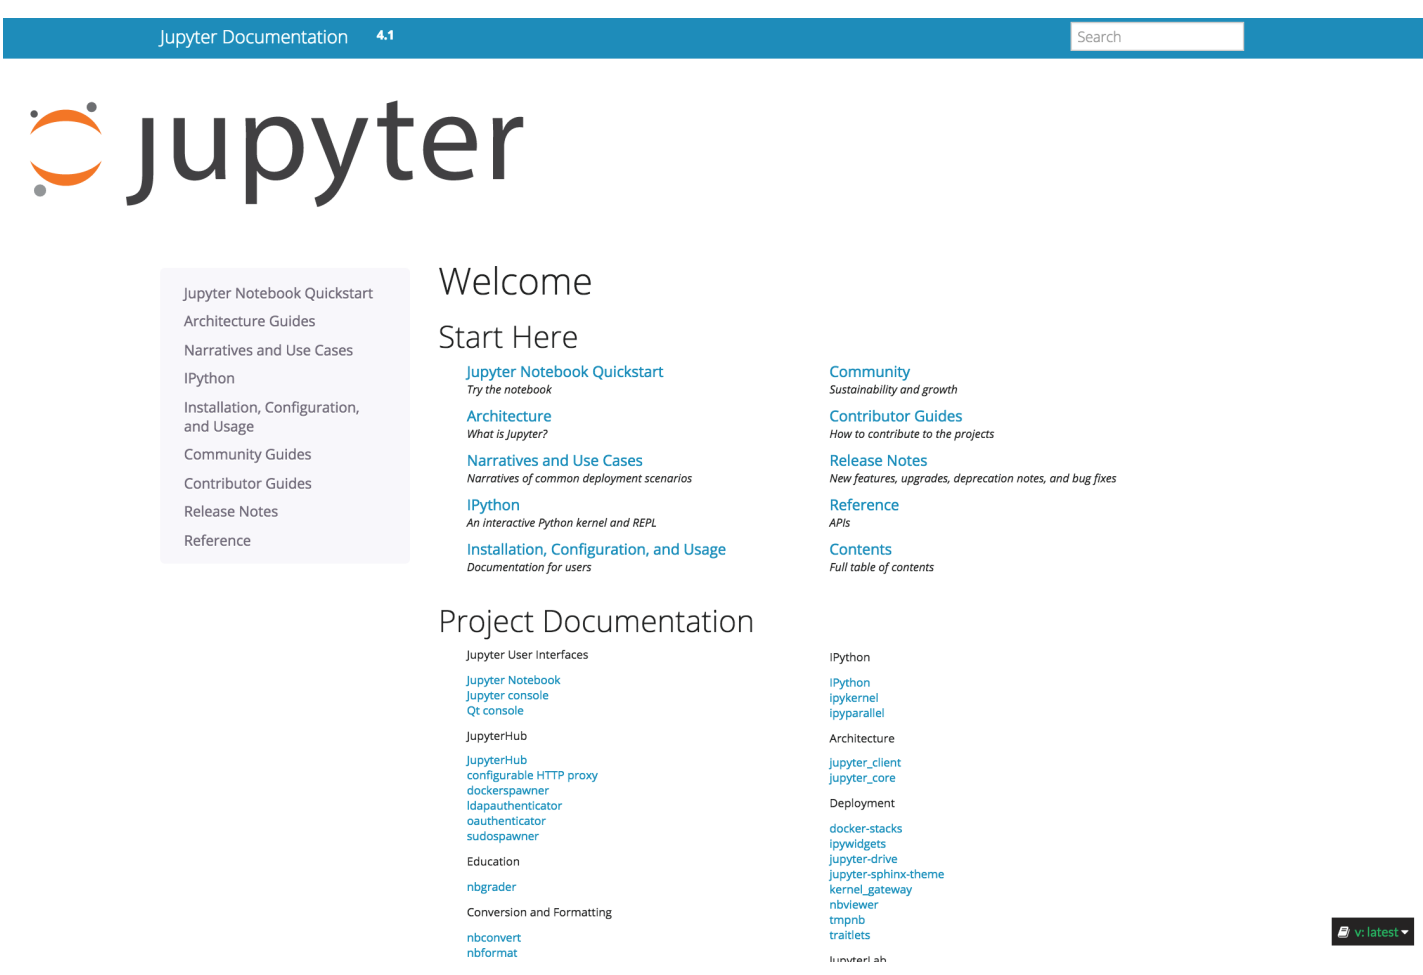 Jupyter Documentation 4.1
Search
jupyter
Jupyter Notebook Quickstart
Architecture Guides
Narratives and Use Cases
IPython
Installation, Configuration,
and Usage
Community Guides
Contributor Guides
Release Notes
Reference
Welcome
Start Here
Jupyter Notebook Quickstart
Try the notebook
Architecture
What is Jupyter?
Narratives and Use Cases
Narratives of common deployment scenarios
IPython
An interactive Python kernel and REPL
Installation, Configuration, and Usage
Documentation for users
Community
Sustainability and growth
Contributor Guides
How to contribute to the projects
Release Notes
New features, upgrades, deprecation notes, and bug fixes
Reference
APIs
Contents
Full table of contents
Project Documentation
Jupyter User Interfaces
Jupyter Notebook
Jupyter console
Qt console
JupyterHub
JupyterHub
configurable HTTP proxy
dockerspawner
ldapauthenticator
oauthenticator
sudospawner
Education
nbgrader
Conversion and Formatting
nbconvert
nbformat
IPython
IPython
ipykernel
ipyparallel
Architecture
jupyter_client
jupyter_core
Deployment
docker-stacks
ipywidgets
jupyter-drive
jupyter-sphinx-theme
kernel_gateway
nbviewer
tmpnb
traitlets
JupyterLab
v: latest